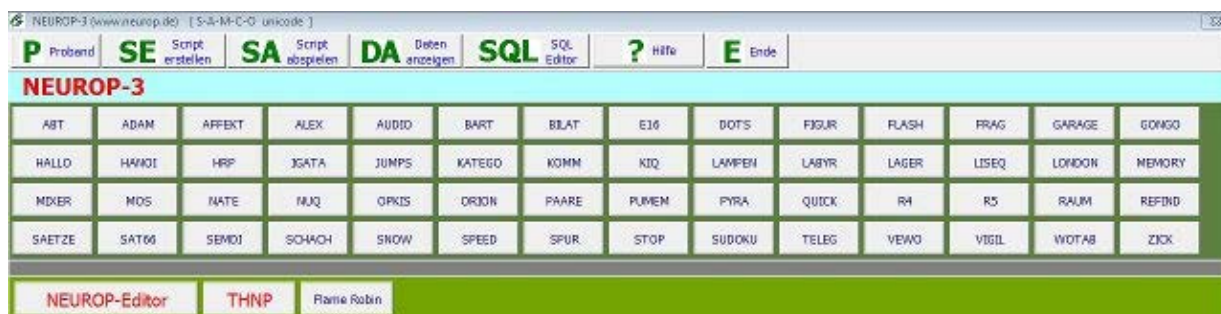 NEUROP-3 (www.neurop.de) [ S-A-M-C-O unicode ]
P Proband SE Script erstellen SA Script abspielen DA Daten anzeigen SQL SQL Editor ? Hilfe E Ende
NEUROP-3
ABT ADAM AFFEKT ALEX AUDIO BART BILAT E16 DOTS FIGUR FLASH FRAG GARAGE GONGO
HALLO HANOI HRP IGATA JUMPS KATEGO KOMM KIQ LAMPEN LABYR LAGER LISEQ LONDON MEMORY
MIXER MOS NATE NUQ OPKIS ORION PAARE PUMEM PYRA QUICK R4 R5 RAUM REFIND
SAETZE SAT66 SEMDI SCHACH SNOW SPEED SPUR STOP SUDOKU TELEG VEWO VIGIL WOTAB ZICK
NEUROP-Editor THNP Flame Robin